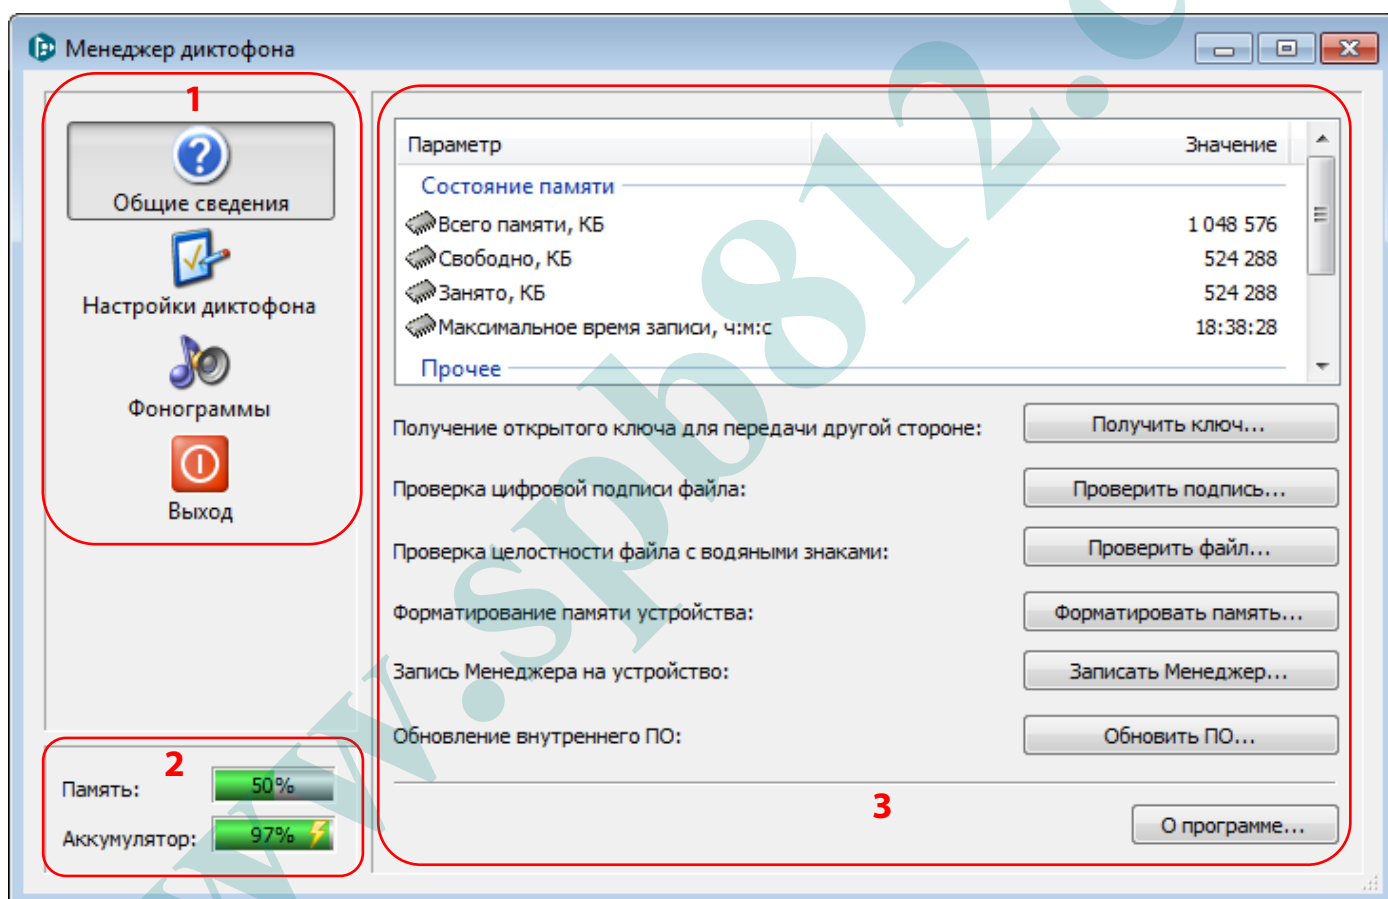 Менеджер диктофона
1
Общие сведения
Настройки диктофона
Фонограммы
Выход
2
Память: 50%
Аккумулятор: 97%
Параметр Значение
Состояние памяти
Всего памяти, КБ 1 048 576
Свободно, КБ 524 288
Занято, КБ 524 288
Максимальное время записи, ч:м:с 18:38:28
Прочее
Получение открытого ключа для передачи другой стороне: Получить ключ...
Проверка цифровой подписи файла: Проверить подпись...
Проверка целостности файла с водяными знаками: Проверить файл...
Форматирование памяти устройства: Форматировать память...
Запись Менеджера на устройство: Записать Менеджер...
Обновление внутреннего ПО: Обновить ПО...
3
О программе...
www.spb812.c